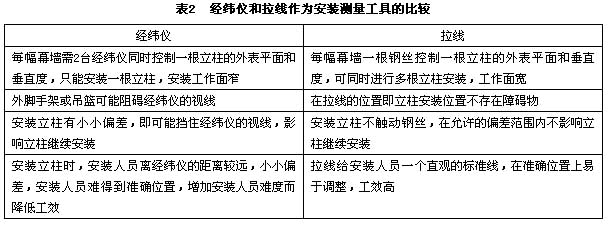 表2 经纬仪和拉线作为安装测量工具的比较
经纬仪
拉线
每幅幕墙需2台经纬仪同时控制一根立柱的外表平面和
垂直度，只能安装一根立柱，安装工作面窄
每幅幕墙一根钢丝控制一根立柱的外表平面和垂直
度，可同时进行多根立柱安装，工作面宽
外脚手架或吊篮可能阻碍经纬仪的视线
在拉线的位置即立柱安装位置不存在障碍物
安装立柱有小小偏差，即可能挡住经纬仪的视线，影
响立柱继续安装
安装立柱不触动钢丝，在允许的偏差范围内不影响立
柱继续安装
安装立柱时，安装人员离经纬仪的距离较远，小小偏
差，安装人员难得到准确位置，增加安装人员难度而
降低工效
拉线给安装人员一个直观的标准线，在准确位置上易
于调整，工效高